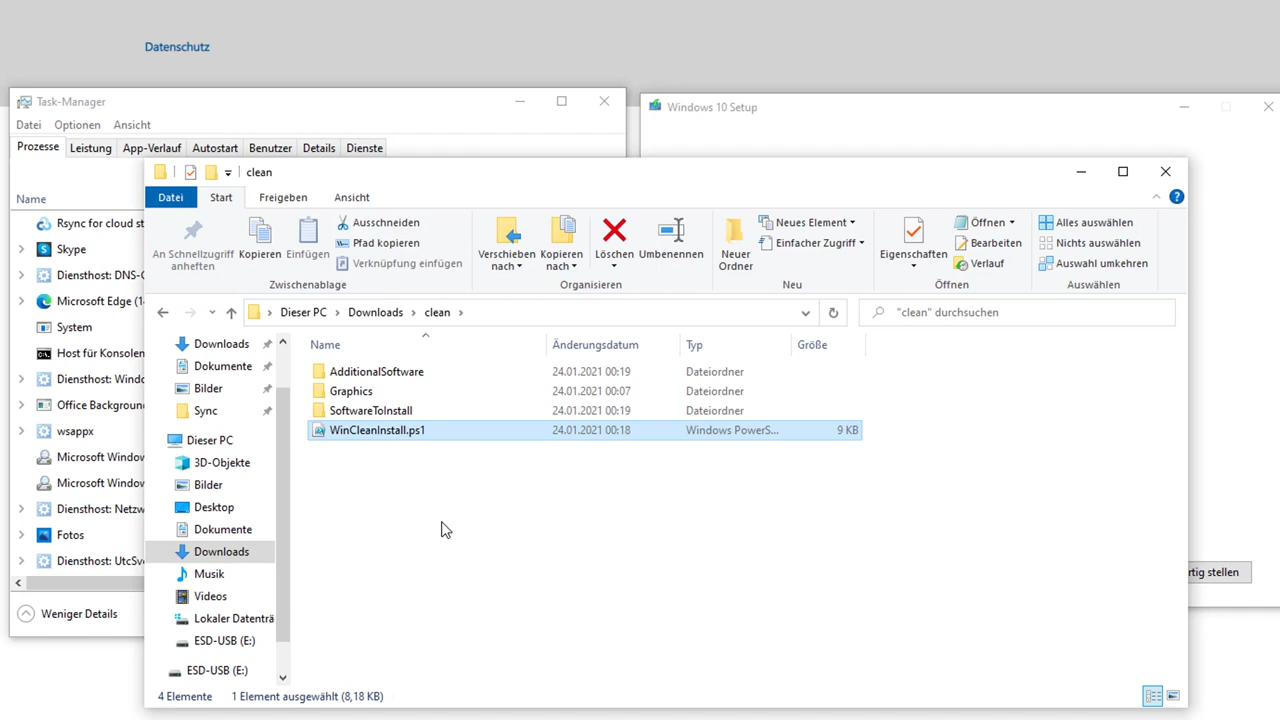 Datenschutz
Task-Manager
Datei Optionen Ansicht
Prozesse Leistung App-Verlauf Autostart Benutzer Details Dienste
Name
Rsync for cloud st
Skype
Diensthost: DNS-C
Microsoft Edge (1
System
Host für Konsolen
Diensthost: Windo
Office Background
wsappx
Microsoft Window
Microsoft Window
Diensthost: Netzw
Fotos
Diensthost: UtcSv
Weniger Details
Windows 10 Setup
rtig stellen
clean
Datei Start Freigeben Ansicht
An Schnellzugriff anheften
Kopieren
Einfügen
Ausschneiden
Pfad kopieren
Verknüpfung einfügen
Zwischenablage
Verschieben nach
Kopieren nach
Löschen
Umbenennen
Organisieren
Neuer Ordner
Neues Element
Einfacher Zugriff
Neu
Eigenschaften
Öffnen
Bearbeiten
Verlauf
Öffnen
Alles auswählen
Nichts auswählen
Auswahl umkehren
Auswählen
Dieser PC > Downloads > clean >
"clean" durchsuchen
Downloads
Dokumente
Bilder
Sync
Dieser PC
3D-Objekte
Bilder
Desktop
Dokumente
Downloads
Musik
Videos
Lokaler Datenträ
ESD-USB (E:)
ESD-USB (E:)
Name Änderungsdatum Typ Größe
AdditionalSoftware 24.01.2021 00:19 Dateiordner
Graphics 24.01.2021 00:07 Dateiordner
SoftwareToInstall 24.01.2021 00:19 Dateiordner
WinCleanInstall.ps1 24.01.2021 00:18 Windows PowerS... 9 KB
4 Elemente 1 Element ausgewählt (8,18 KB)